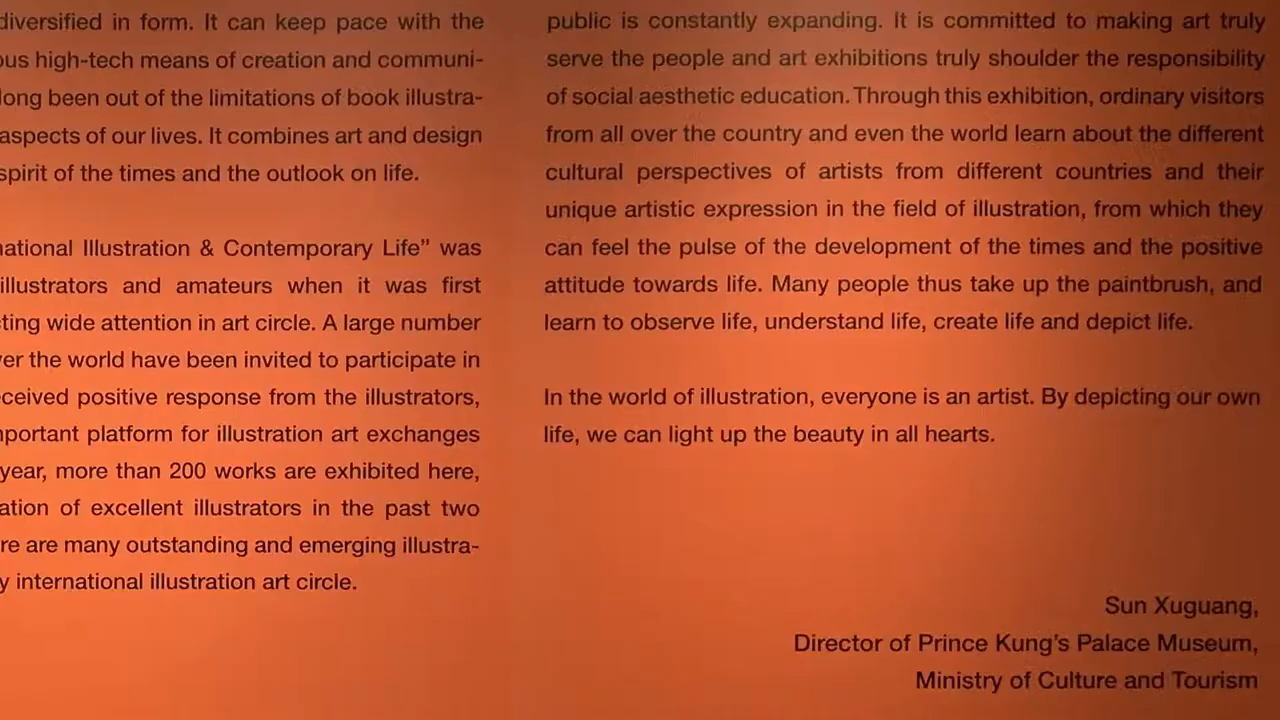 diversified in form. It can keep pace with the
high-tech means of creation and communi-
long been out of the limitations of book illustra-
aspects of our lives. It combines art and design
spirit of the times and the outlook on life.
Illustration & Contemporary Life” was
illustrators and amateurs when it was first
wide attention in art circle. A large number
the world have been invited to participate in
positive response from the illustrators,
platform for illustration art exchanges
year, more than 200 works are exhibited here,
of excellent illustrators in the past two
are many outstanding and emerging illustra-
international illustration art circle.
public is constantly expanding. It is committed to making art truly
serve the people and art exhibitions truly shoulder the responsibility
of social aesthetic education. Through this exhibition, ordinary visitors
from all over the country and even the world learn about the different
cultural perspectives of artists from different countries and their
unique artistic expression in the field of illustration, from which they
can feel the pulse of the development of the times and the positive
attitude towards life. Many people thus take up the paintbrush, and
learn to observe life, understand life, create life and depict life.
In the world of illustration, everyone is an artist. By depicting our own
life, we can light up the beauty in all hearts.
Sun Xuguang,
Director of Prince Kung’s Palace Museum,
Ministry of Culture and Tourism